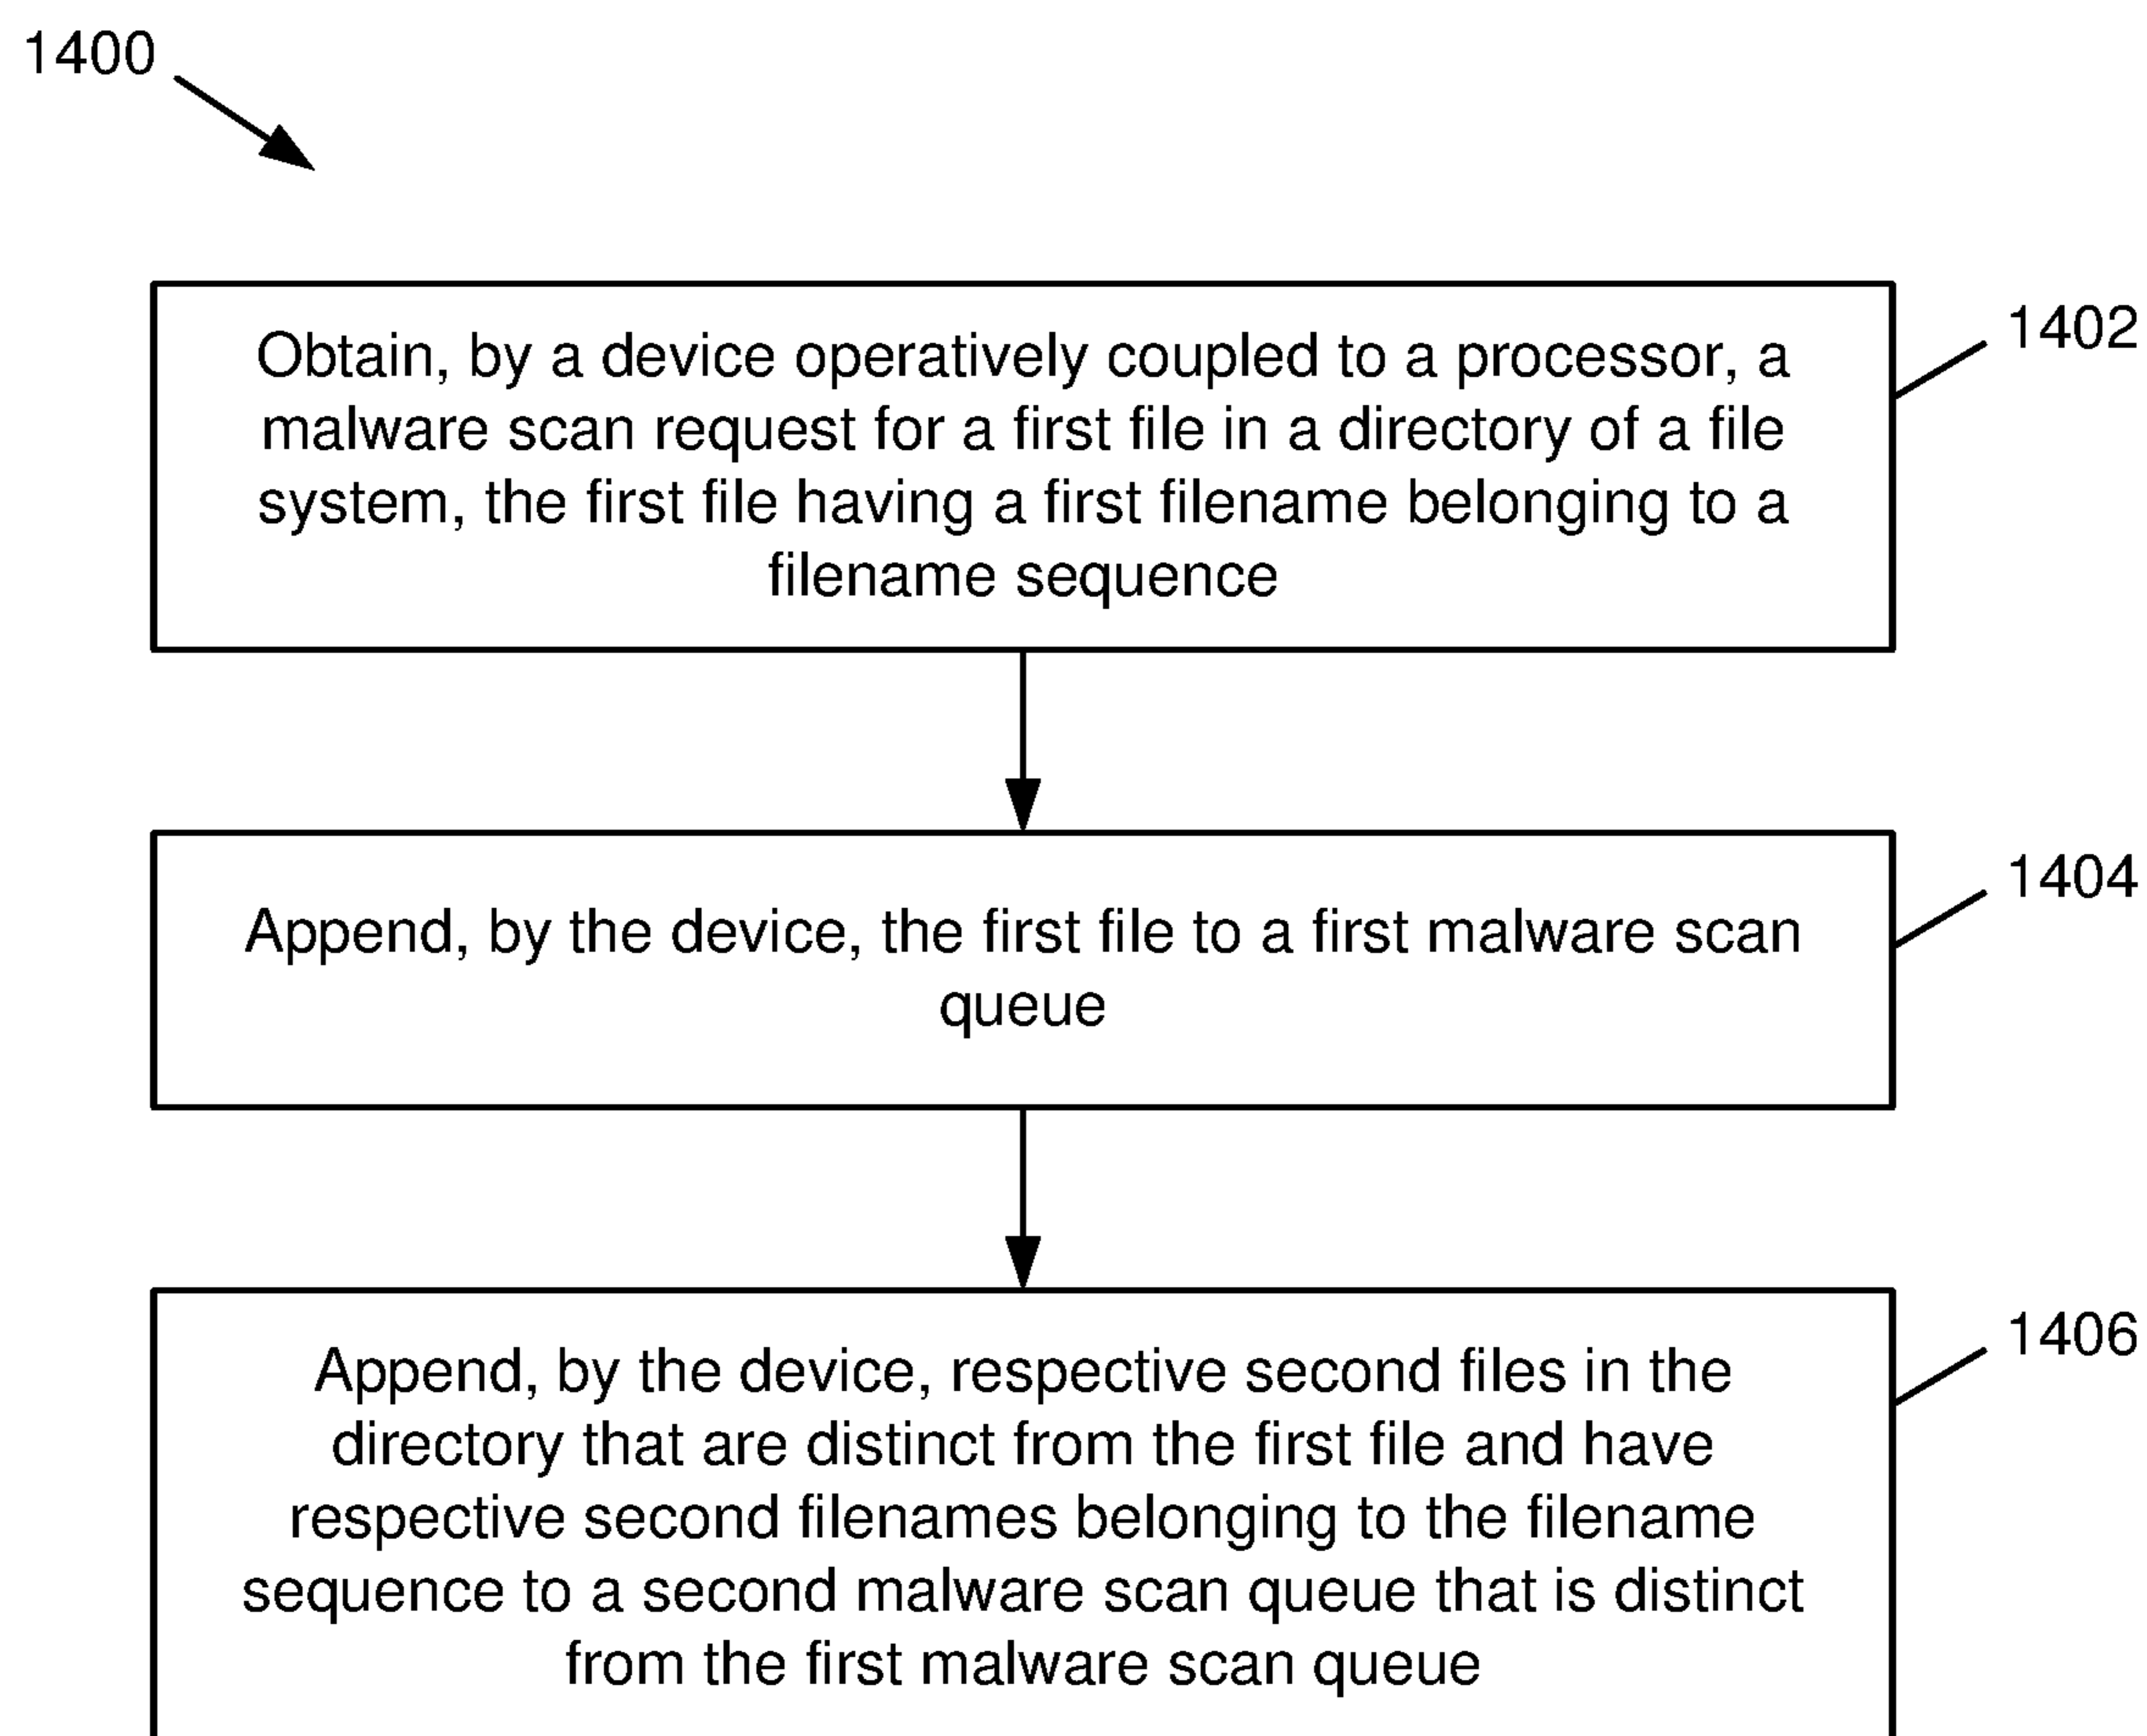 1400
Obtain, by a device operatively coupled to a processor, a
malware scan request for a first file in a directory of a file
system, the first file having a first filename belonging to a
filename sequence
1402
Append, by the device, the first file to a first malware scan
queue
1404
Append, by the device, respective second files in the
directory that are distinct from the first file and have
respective second filenames belonging to the filename
sequence to a second malware scan queue that is distinct
from the first malware scan queue
1406